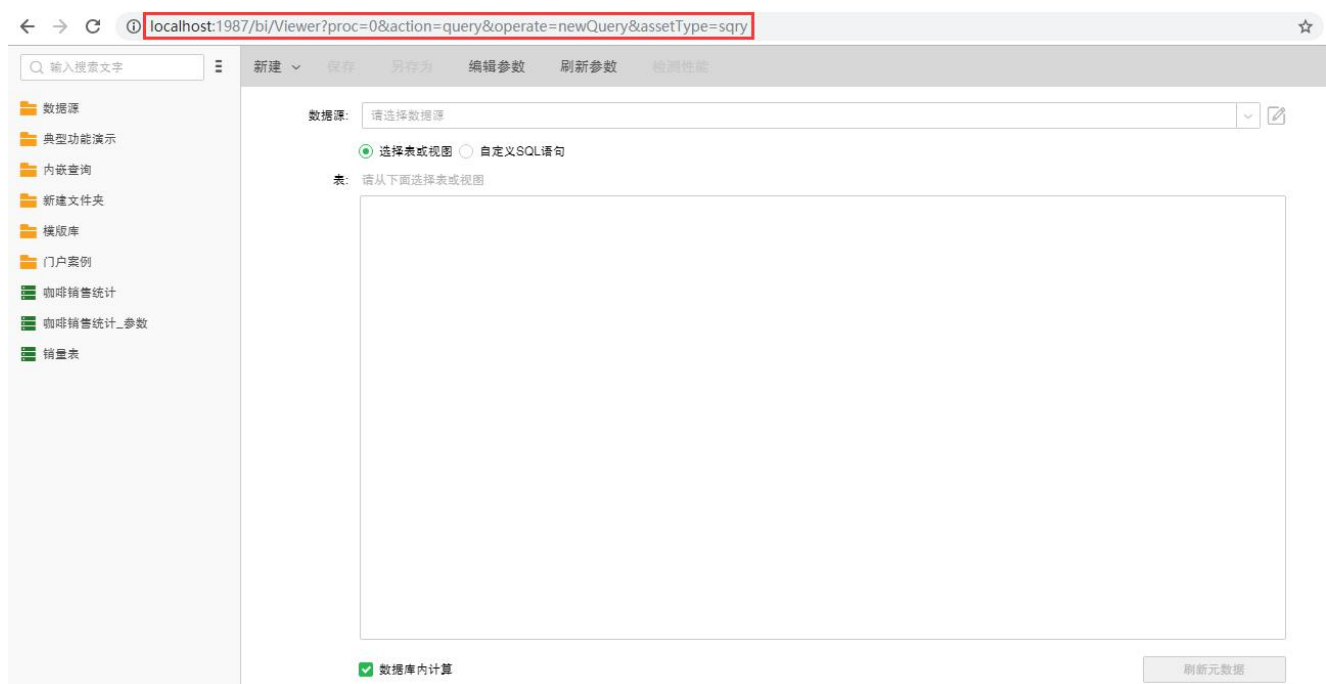 localhost:1987/bi/Viewer?proc=0&action=query&operate=newQuery&assetType=sqry
输入搜索文字
新建 保存 另存为 编辑参数 刷新参数 检测性能
数据源
典型功能演示
内嵌查询
新建文件夹
模版库
门户案例
咖啡销售统计
咖啡销售统计_参数
销量表
数据源: 请选择数据源
选择表或视图 自定义SQL语句
表: 请从下面选择表或视图
数据库内计算
刷新元数据